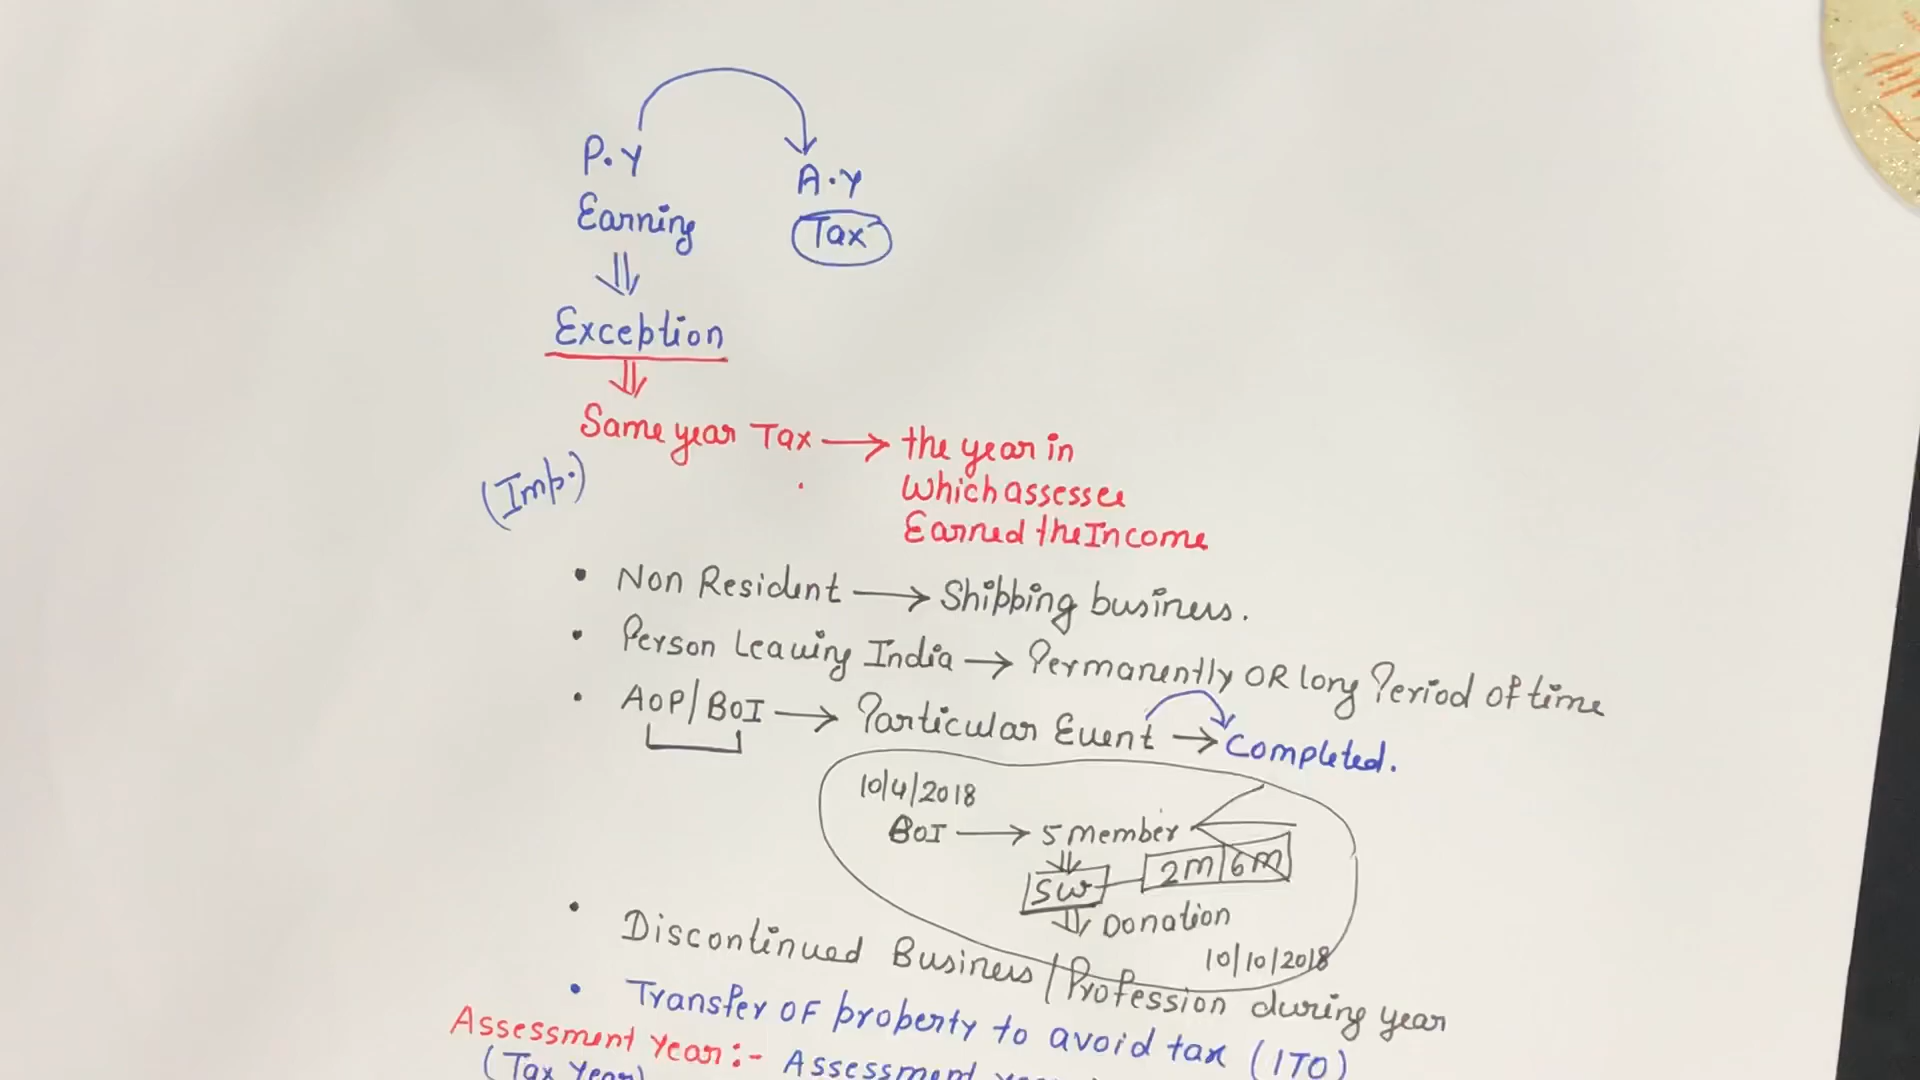 P.Y
A.Y
Earning
Tax
Exception
Same year Tax → the year in
which assessee
Earned the Income
(Imp.)
• Non Resident → Shipping business.
• Person Leaving India → Permanently OR long Period of time
• AOP/BOI → Particular Event → Completed.
10/4/2018
BOI → 5 member
SW 2M 6M
Donation
10/10/2018
• Discontinued Business/Profession during year
• Transfer OF property to avoid tax (ITO)
Assessment Year:- Assessment
(Tax Year)